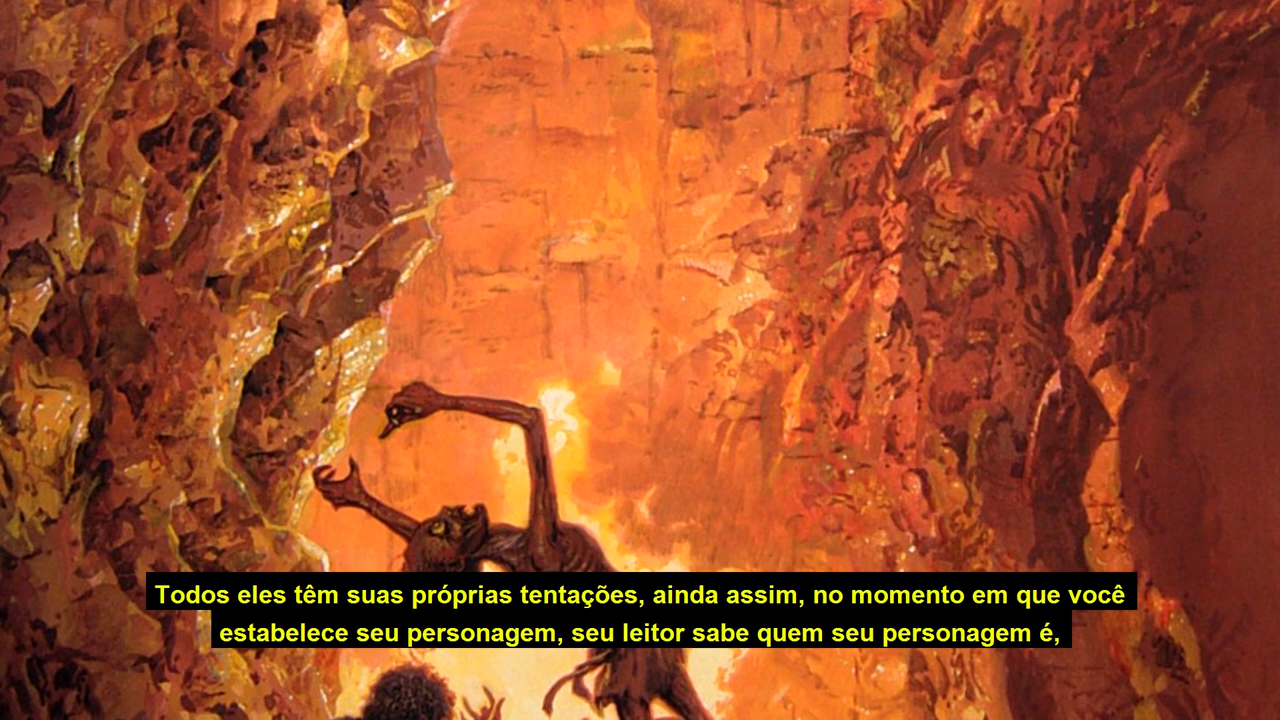 Todos eles têm suas próprias tentações, ainda assim, no momento em que você
estabelece seu personagem, seu leitor sabe quem seu personagem é,